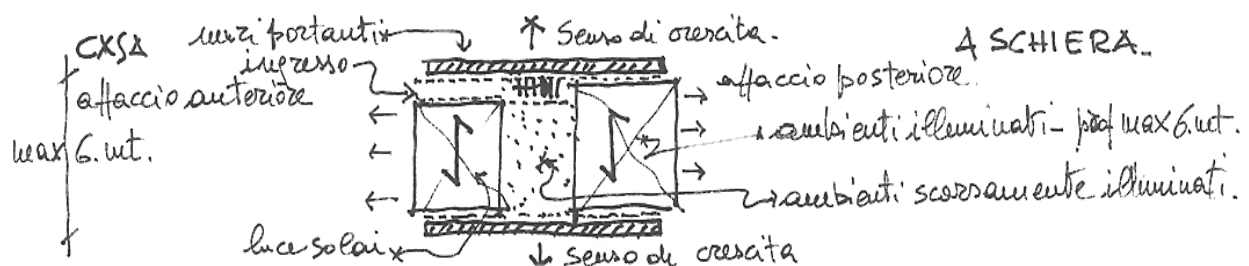 CASA
muri portanti
Senso di crescita.
A SCHIERA.
ingresso
affaccio anteriore
affaccio posteriore
max 6. mt.
ambienti illuminati - prof max 6. mt.
ambienti scarsamente illuminati.
luce solai
Senso di crescita